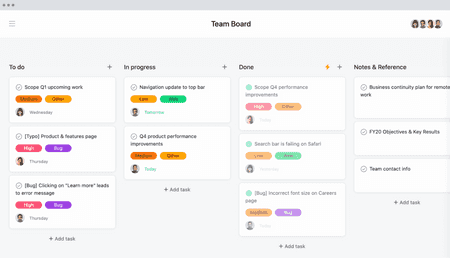 Team Board
To do
Scope Q1 upcoming work
Medium Other
Wednesday
[Typo] Product & features page
High Bug
Thursday
[Bug] Clicking on "Learn more" leads
to error message
High Bug
Thursday
+ Add task
In progress
Navigation update to top bar
Low Web
Tomorrow
Q4 product performance
improvements
Medium Other
Today
+ Add task
Done
Scope Q4 performance
improvements
High Other
Today
Search bar is failing on Safari
Low
Yesterday
[Bug] Incorrect font size on Careers
page
Medium Bug
Today
+ Add task
Notes & Reference
Business continuity plan for remote
work
FY20 Objectives & Key Results
Team contact info
+ Add task